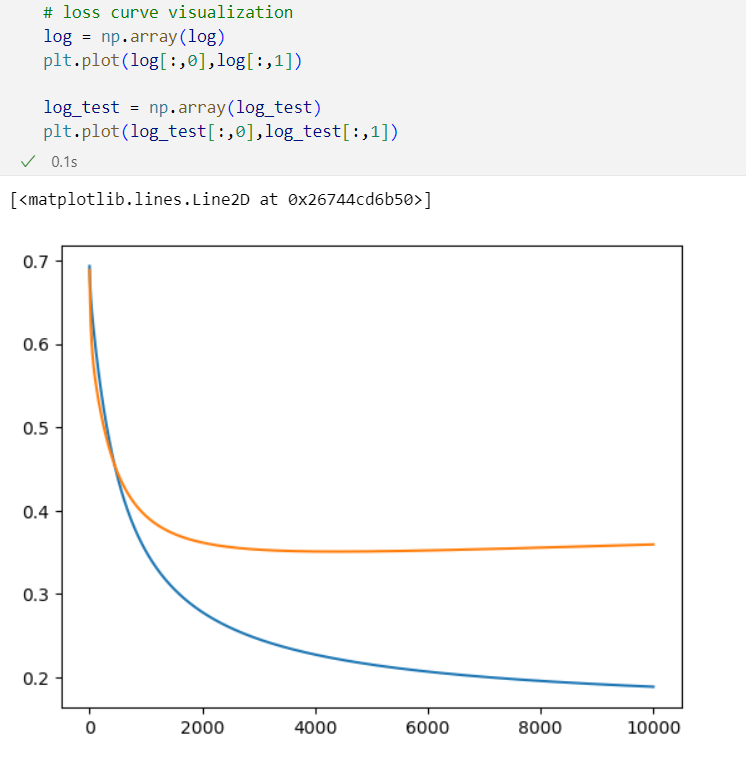 # loss curve visualization
log = np.array(log)
plt.plot(log[:,0],log[:,1])
log_test = np.array(log_test)
plt.plot(log_test[:,0],log_test[:,1])
0.1s
[<matplotlib.lines.Line2D at 0x26744cd6b50>]
0.7
0.6
0.5
0.4
0.3
0.2
0 2000 4000 6000 8000 10000